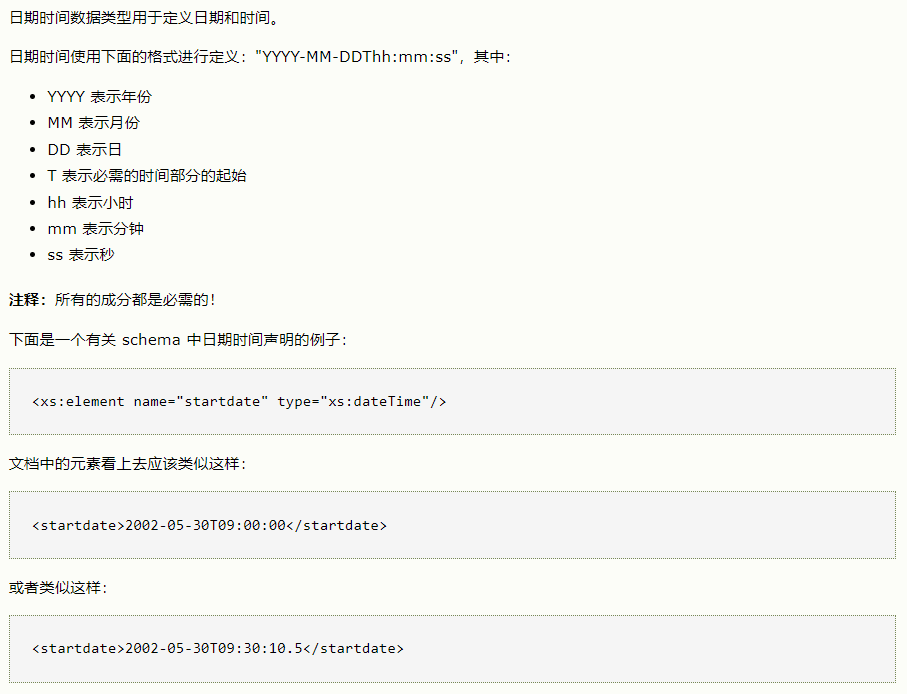 日期时间数据类型用于定义日期和时间。
日期时间使用下面的格式进行定义："YYYY-MM-DDThh:mm:ss"，其中：
YYYY 表示年份
MM 表示月份
DD 表示日
T 表示必需的时间部分的起始
hh 表示小时
mm 表示分钟
ss 表示秒
注释：所有的成分都是必需的！
下面是一个有关 schema 中日期时间声明的例子：
<xs:element name="startdate" type="xs:dateTime"/>
文档中的元素看上去应该类似这样：
<startdate>2002-05-30T09:00:00</startdate>
或者类似这样：
<startdate>2002-05-30T09:30:10.5</startdate>